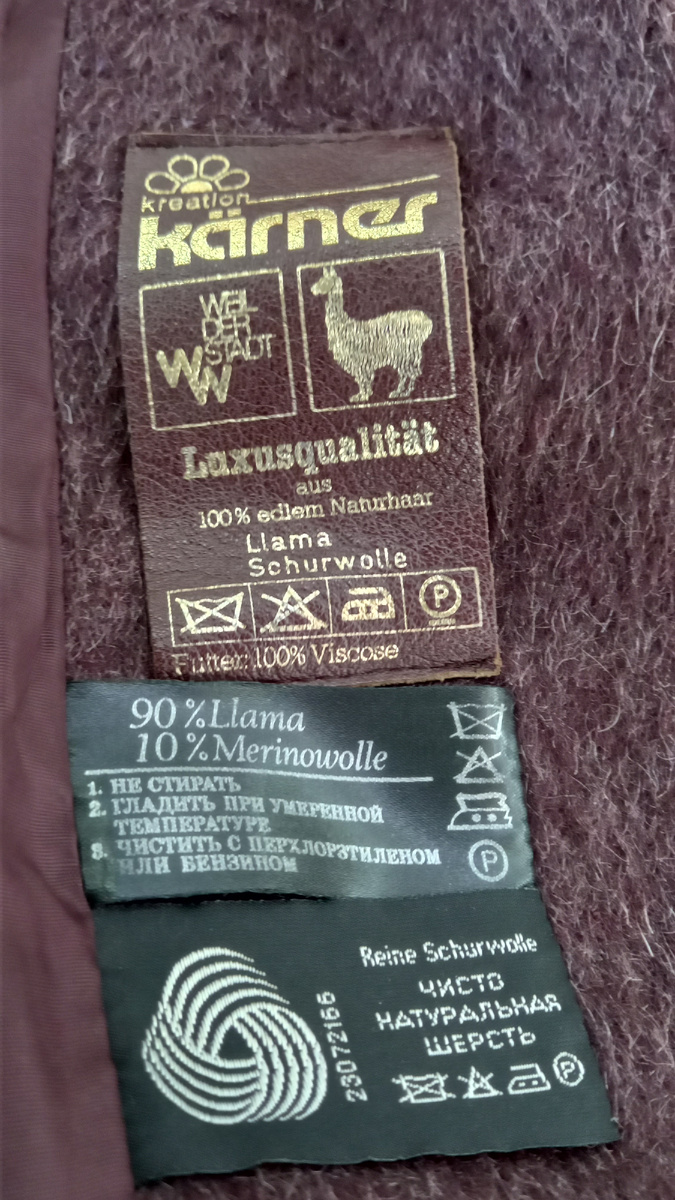 kreation
kärner
Wal
DER
STADT
WW
Luxusqualität
aus
100% edlem Naturhaar
Llama
Schurwolle
P
Futter: 100% Viscose
90%Llama
10%Merinowolle
1. НЕ СТИРАТЬ
2. ГЛАДИТЬ ПРИ УМЕРЕННОЙ
ТЕМПЕРАТУРЕ
3. ЧИСТИТЬ С ПЕРХЛОРЭТИЛЕНОМ
ИЛИ БЕНЗИНОМ
P
Reine Schurwolle
ЧИСТО
НАТУРАЛЬНАЯ
ШЕРСТЬ
23072166
P